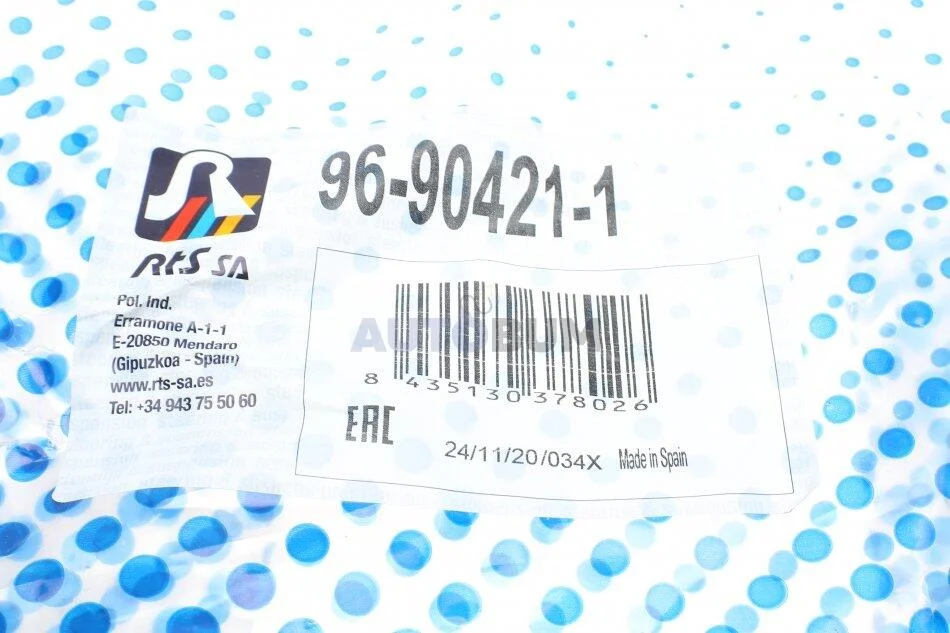 96-90421-1
RTS SA
Pol. Ind.
Erramone A-1-1
E-20850 Mendaro
(Gipuzkoa - Spain)
www.rts-sa.es
Tel: +34 943 75 50 60
AUTOBUM
8 435130 378026
EAC
24/11/20/034X Made in Spain